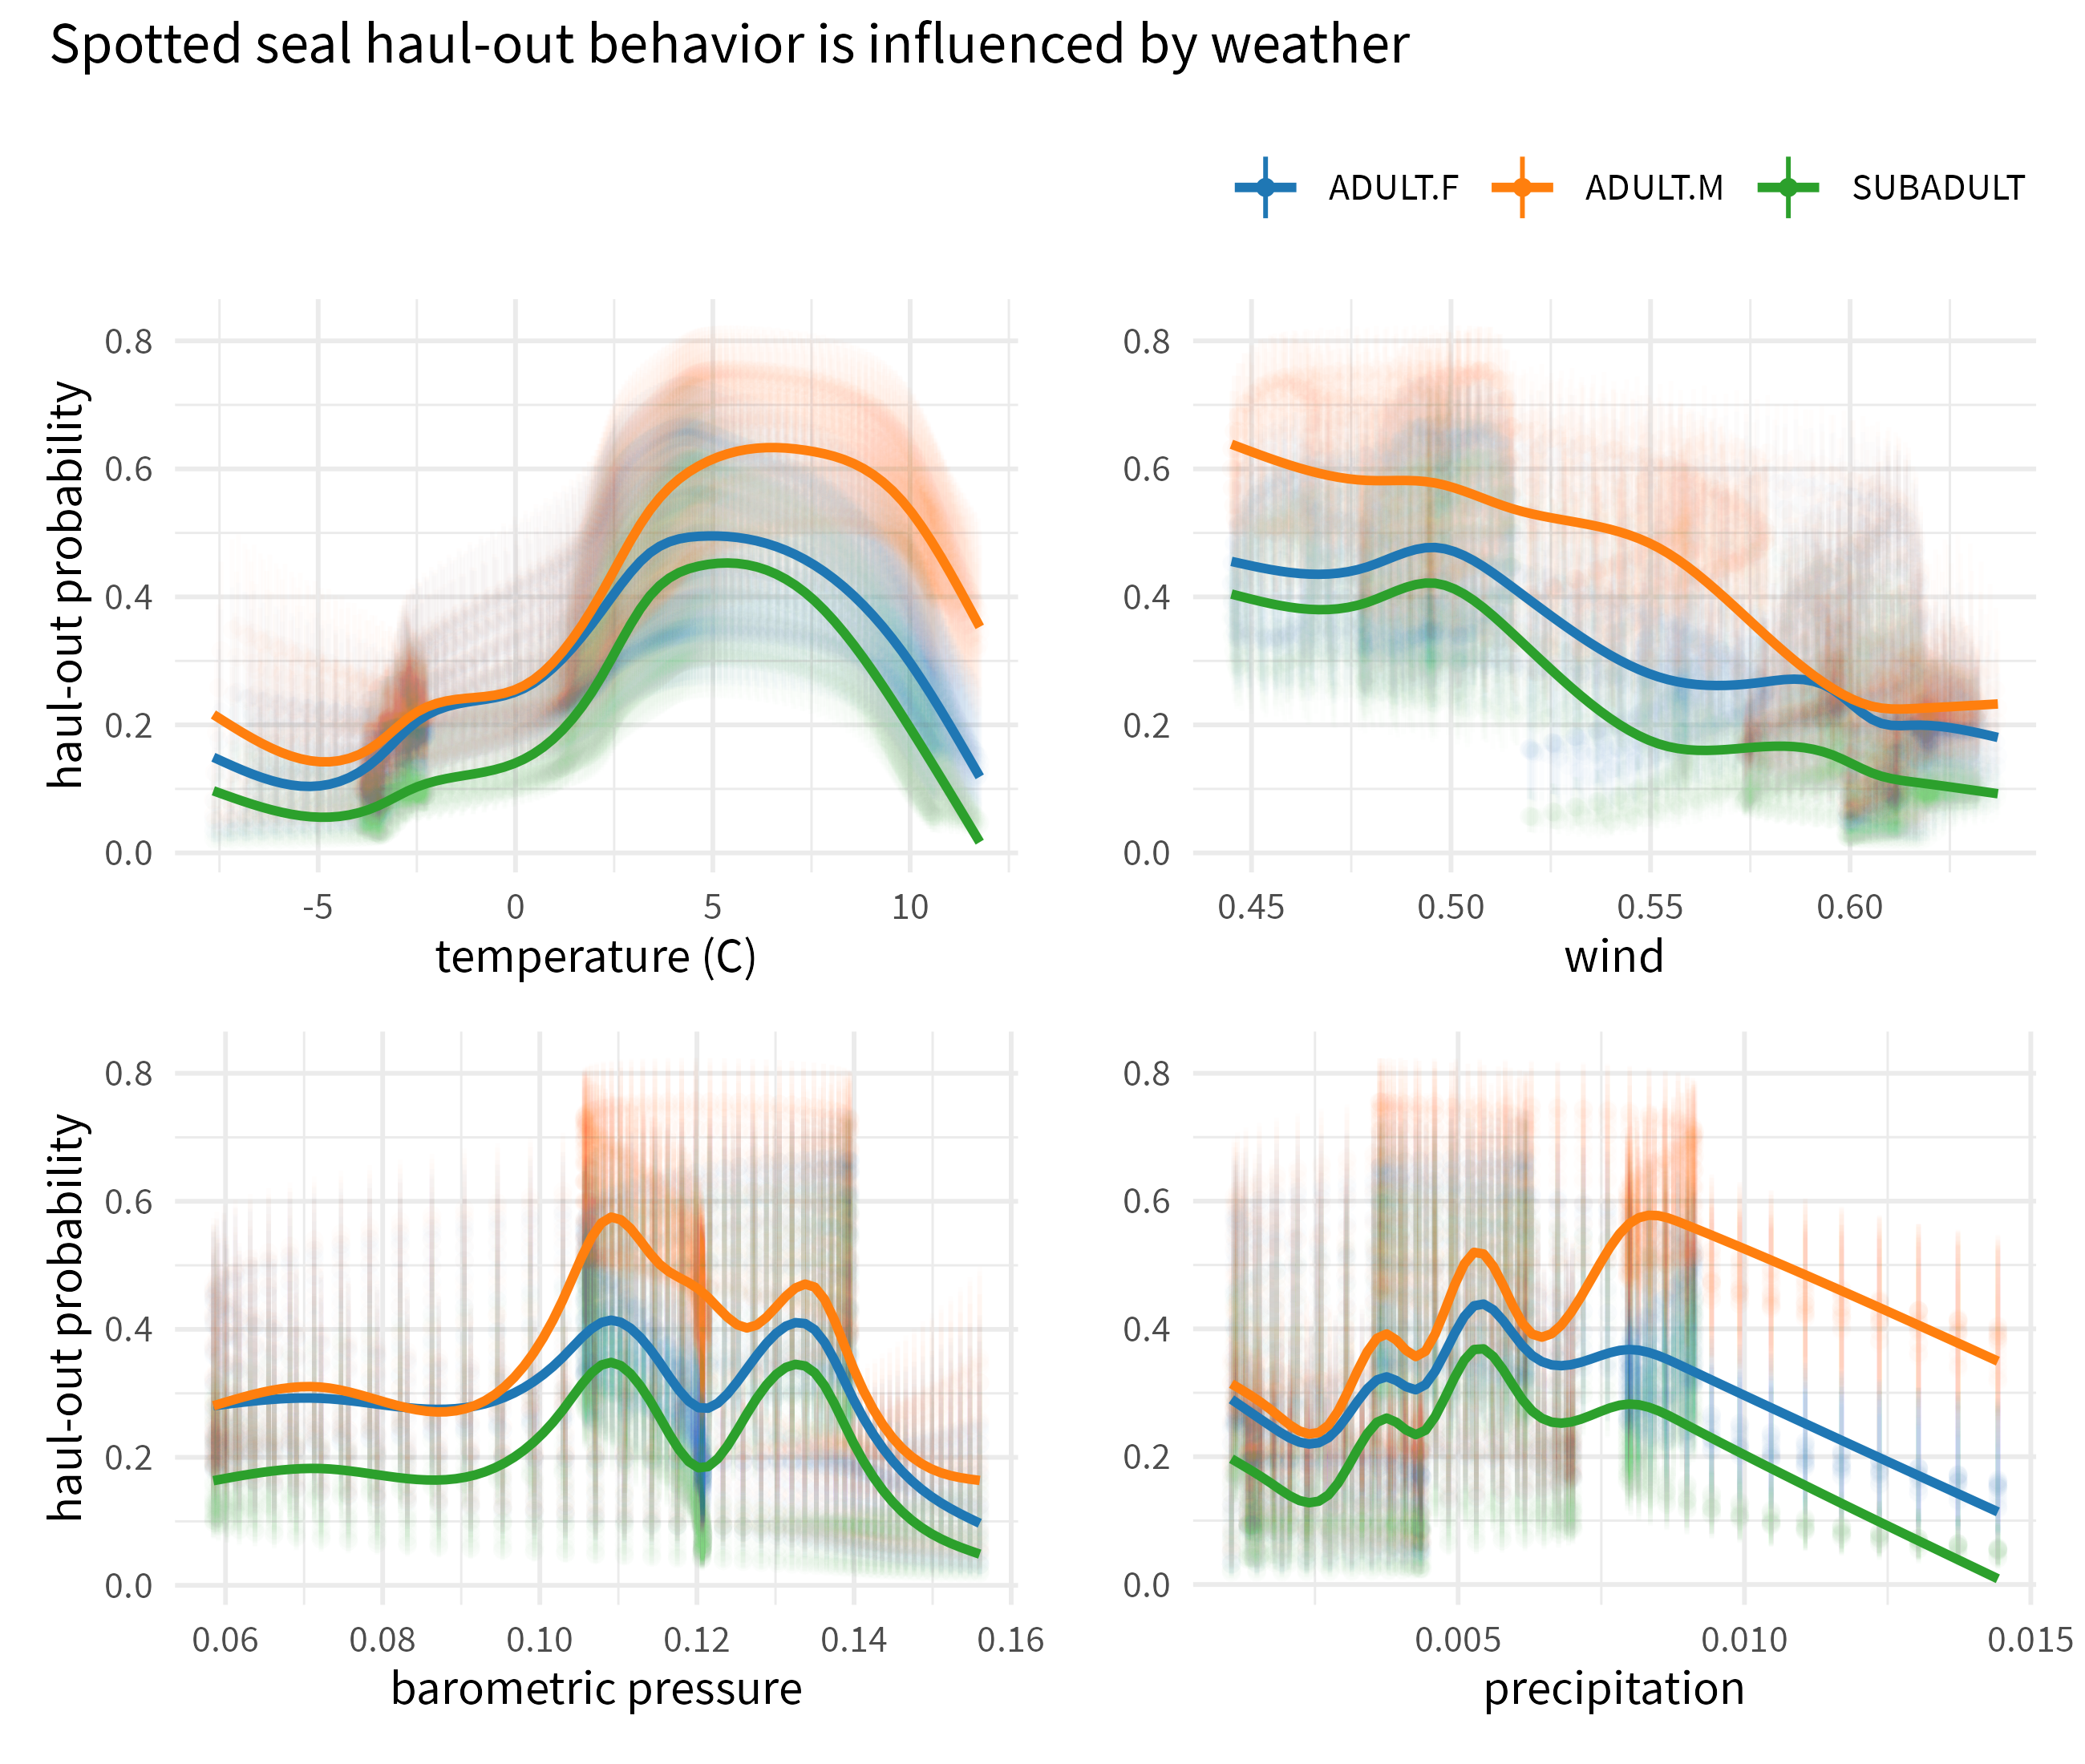 Spotted seal haul-out behavior is influenced by weather
ADULT.F ADULT.M SUBADULT
haul-out probability
0.8
0.6
0.4
0.2
0.0
-5 0 5 10
temperature (C)
0.8
0.6
0.4
0.2
0.0
0.45 0.50 0.55 0.60
wind
haul-out probability
0.8
0.6
0.4
0.2
0.0
0.06 0.08 0.10 0.12 0.14 0.16
barometric pressure
0.8
0.6
0.4
0.2
0.0
0.005 0.010 0.015
precipitation